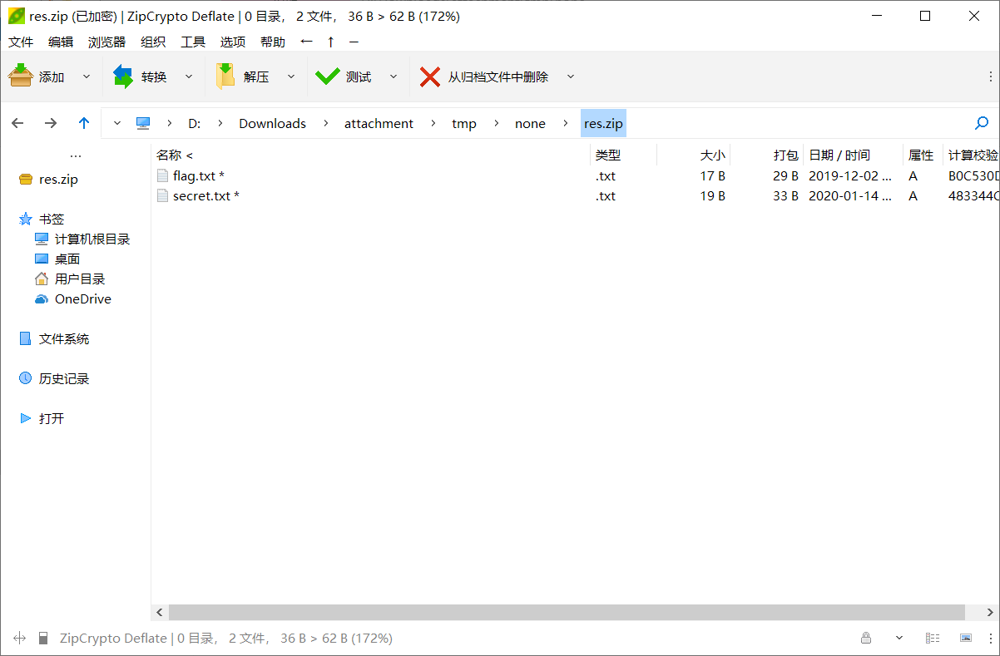 res.zip (已加密) | ZipCrypto Deflate | 0 目录， 2 文件， 36 B > 62 B (172%)
文件 编辑 浏览器 组织 工具 选项 帮助 ← ↑ –
添加 转换 解压 测试 从归档文件中删除
D: > Downloads > attachment > tmp > none > res.zip
...
名称 < 类型 大小 打包 日期 / 时间 属性 计算校验
flag.txt * .txt 17 B 29 B 2019-12-02 ... A B0C530D
secret.txt * .txt 19 B 33 B 2020-01-14 ... A 483344C
res.zip
书签
计算机根目录
桌面
用户目录
OneDrive
文件系统
历史记录
打开
ZipCrypto Deflate | 0 目录， 2 文件， 36 B > 62 B (172%)